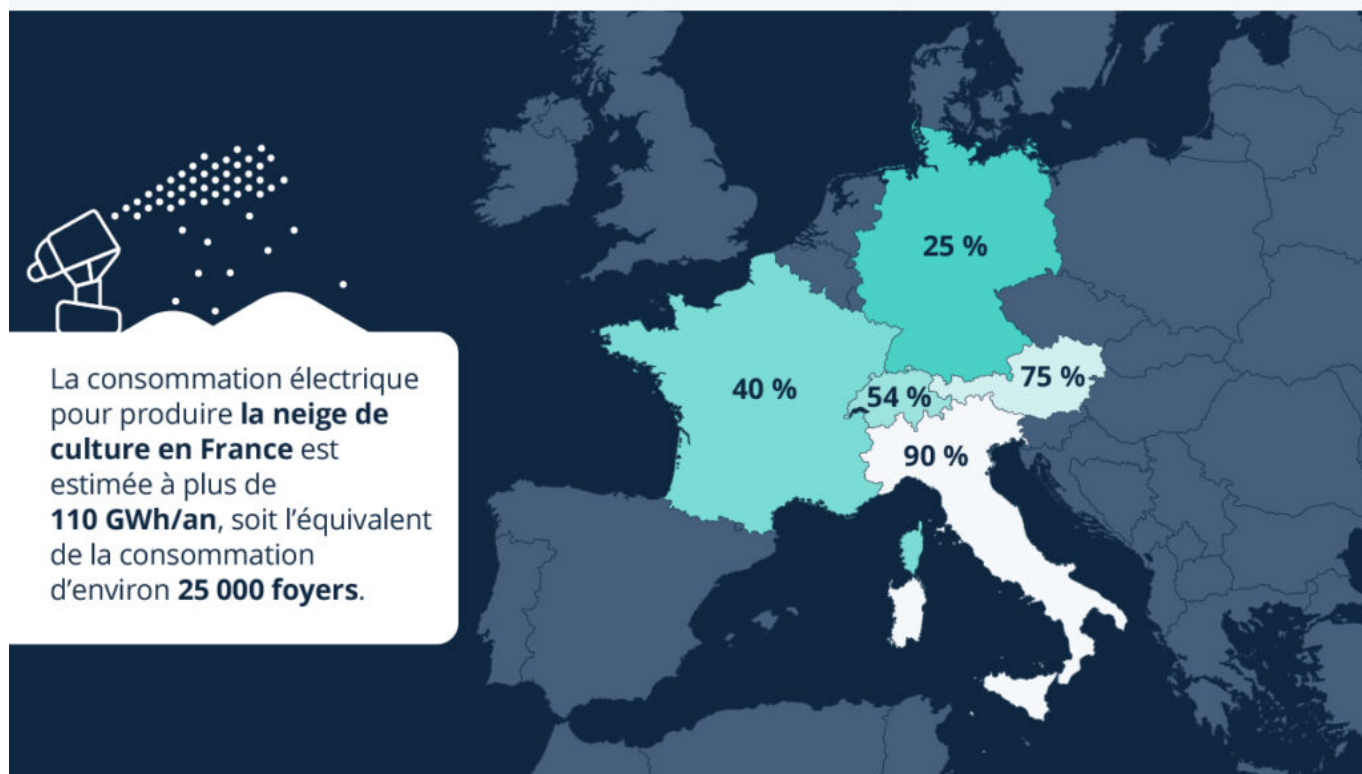 25 %
40 %
54 %
75 %
90 %
La consommation électrique
pour produire la neige de
culture en France est
estimée à plus de
110 GWh/an, soit l’équivalent
de la consommation
d’environ 25 000 foyers.